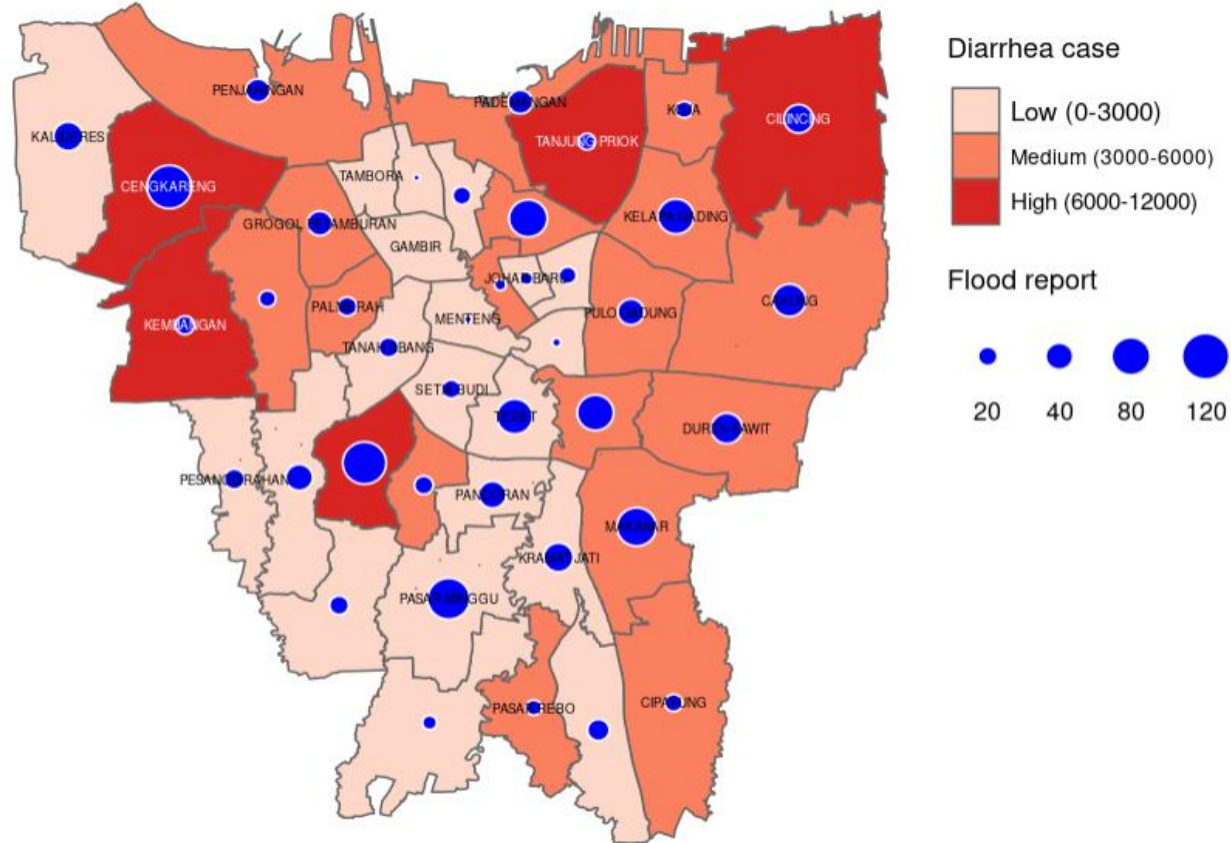 Diarrhea case
Low (0-3000)
Medium (3000-6000)
High (6000-12000)
Flood report
20 40 80 120
PENJARINGAN
PADEMANGAN
KOJA
CILINCING
KALIDERES
TANJUNG PRIOK
TAMBORA
CENGKARENG
GROGOL PETAMBURAN
KELAPA GADING
GAMBIR
JOHAR BARU
CAKUNG
PALMERAH
PULO GADUNG
KEMBANGAN
MENTENG
TANAH ABANG
SETIA BUDI
TEBET
DUREN SAWIT
PESANGGRAHAN
PANCORAN
MAKASAR
KRAMAT JATI
PASAR MINGGU
PASAR REBO
CIPAYUNG